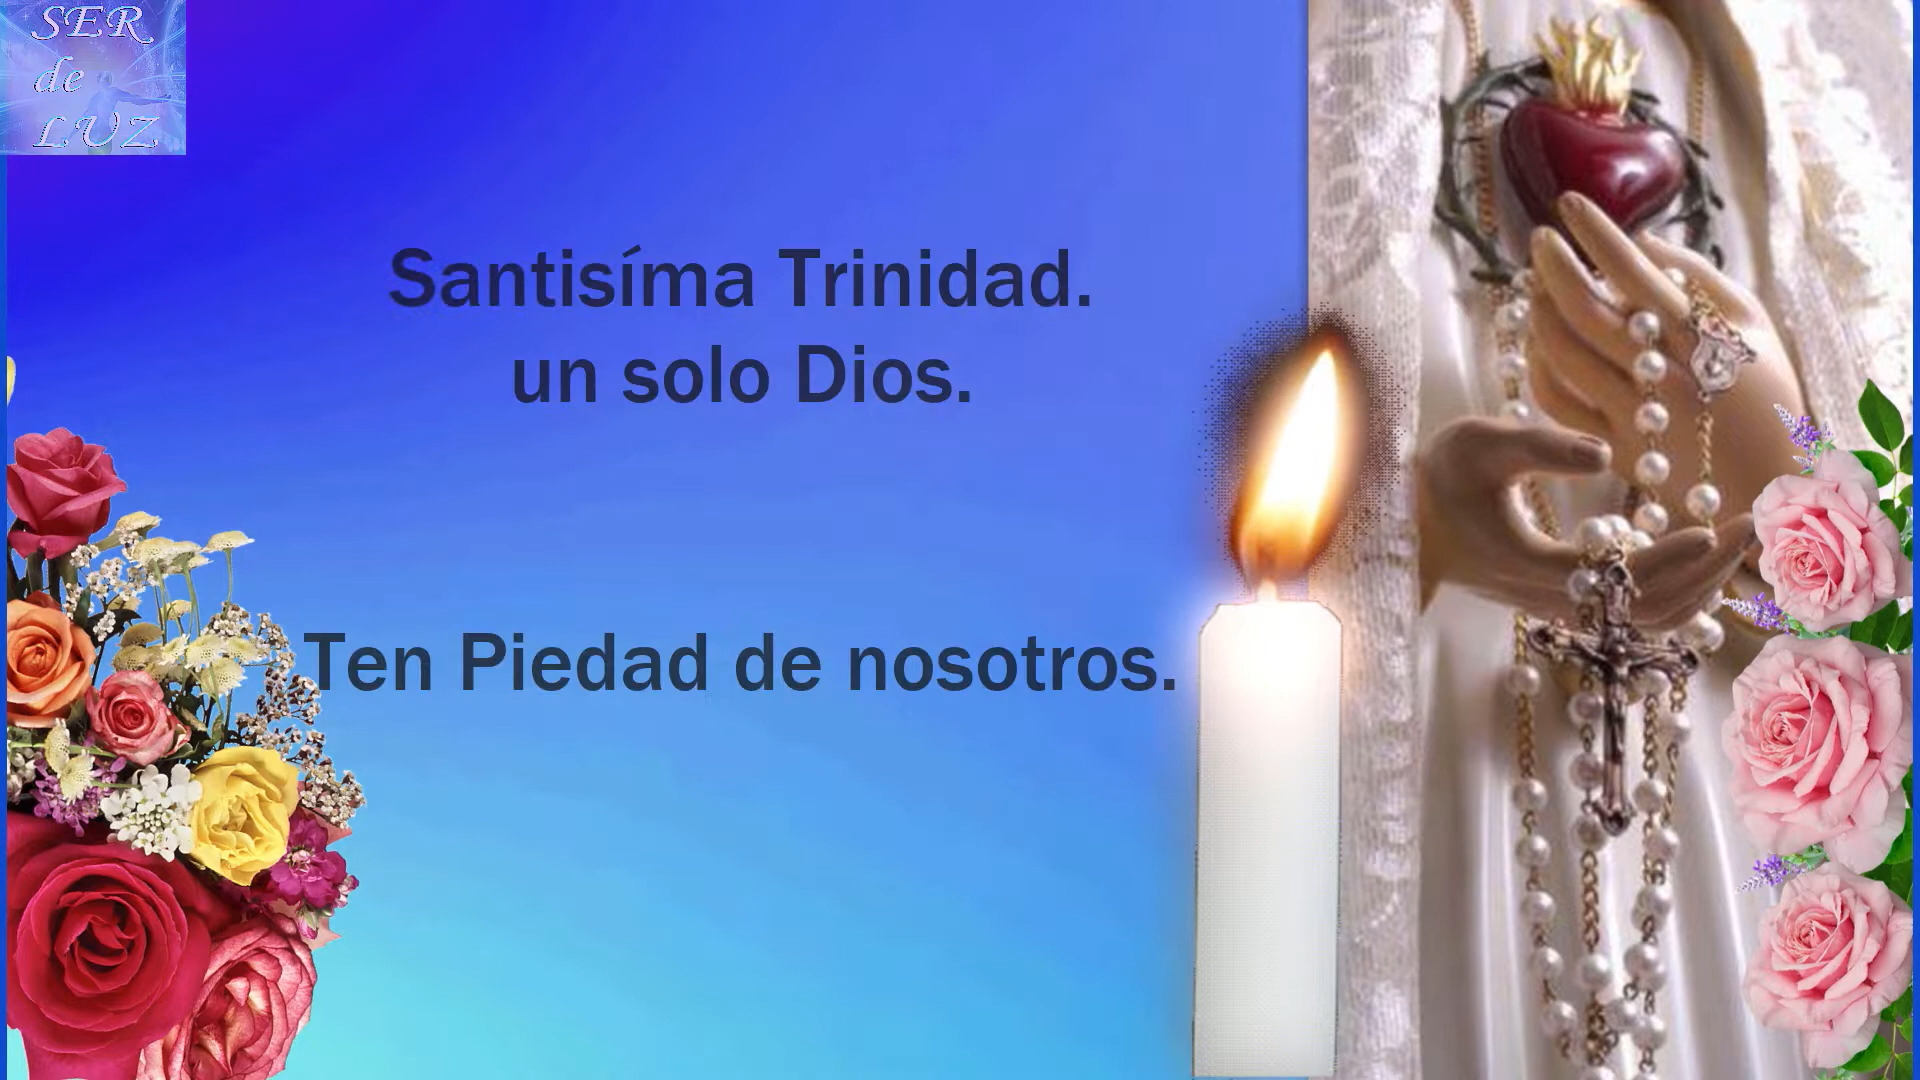 SER
de
LUZ
Santisíma Trinidad.
un solo Dios.
Ten Piedad de nosotros.